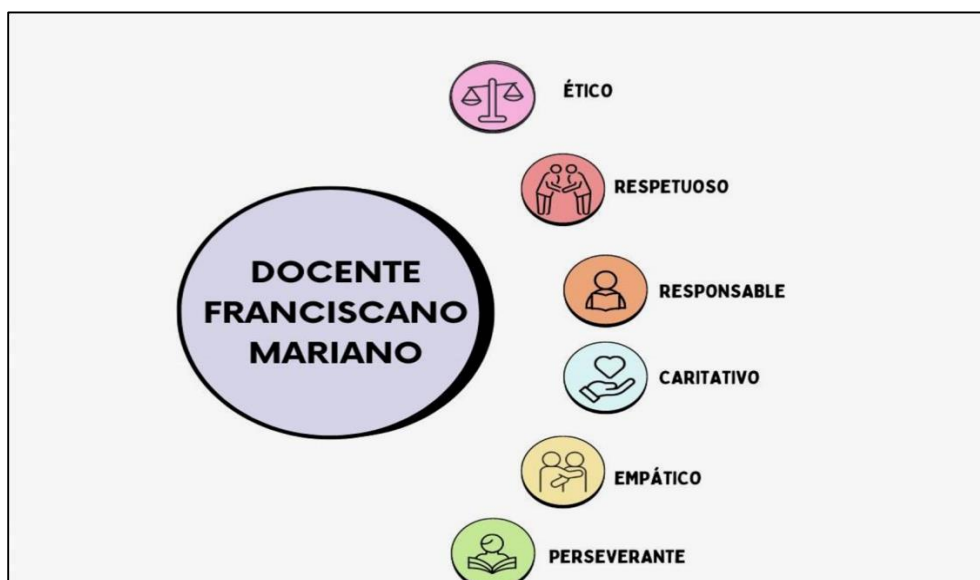 DOCENTE
FRANCISCANO
MARIANO
ÉTICO
RESPETUOSO
RESPONSABLE
CARITATIVO
EMPÁTICO
PERSEVERANTE